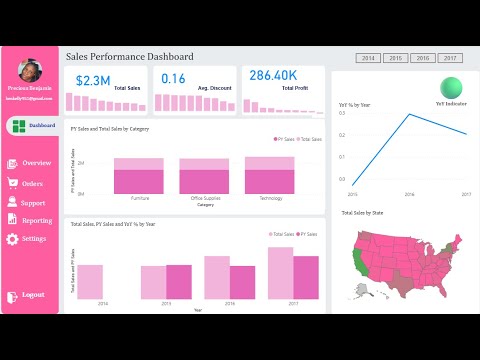 Sales Performance Dashboard
2014 2015 2016 2017
Precious Benjamin
Dashboard
Overview
Orders
Support
Reporting
Settings
Logout
$2.3M
Total Sales
0.16
Avg. Discount
286.40K
Total Profit
YoY Indicator
PY Sales and Total Sales by Category
PY Sales Total Sales
PY Sales and Total Sales
2M
0M
Furniture Office Supplies Technology
Category
Total Sales, PY Sales and YoY % by Year
Total Sales PY Sales
Total Sales and PY Sales
2014 2015 2016 2017
Year
YoY % by Year
0.3
0.2
0.1
0.0
2015 2016 2017
Total Sales by State